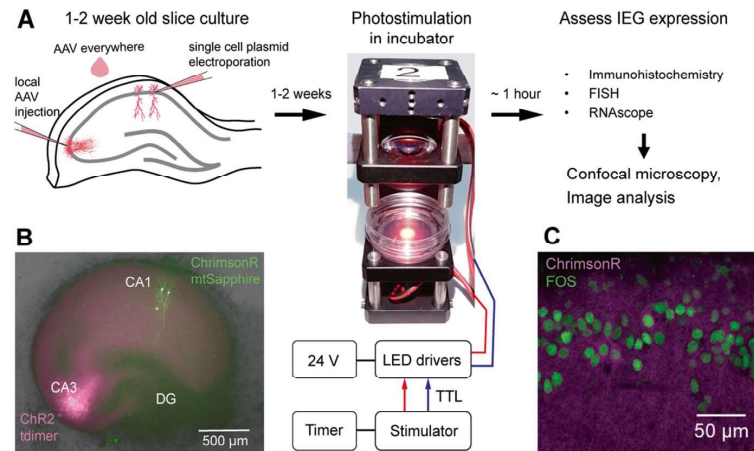 A
1-2 week old slice culture
AAV everywhere
single cell plasmid
electroporation
local
AAV
injection
1-2 weeks
Photostimulation
in incubator
2
~ 1 hour
Assess IEG expression
Immunohistochemistry
FISH
RNAscope
Confocal microscopy,
Image analysis
24 V
LED drivers
TTL
Timer
Stimulator
B
ChrimsonR
mtSapphire
CA1
CA3
DG
ChR2
tdimer
500 µm
C
ChrimsonR
FOS
50 µm